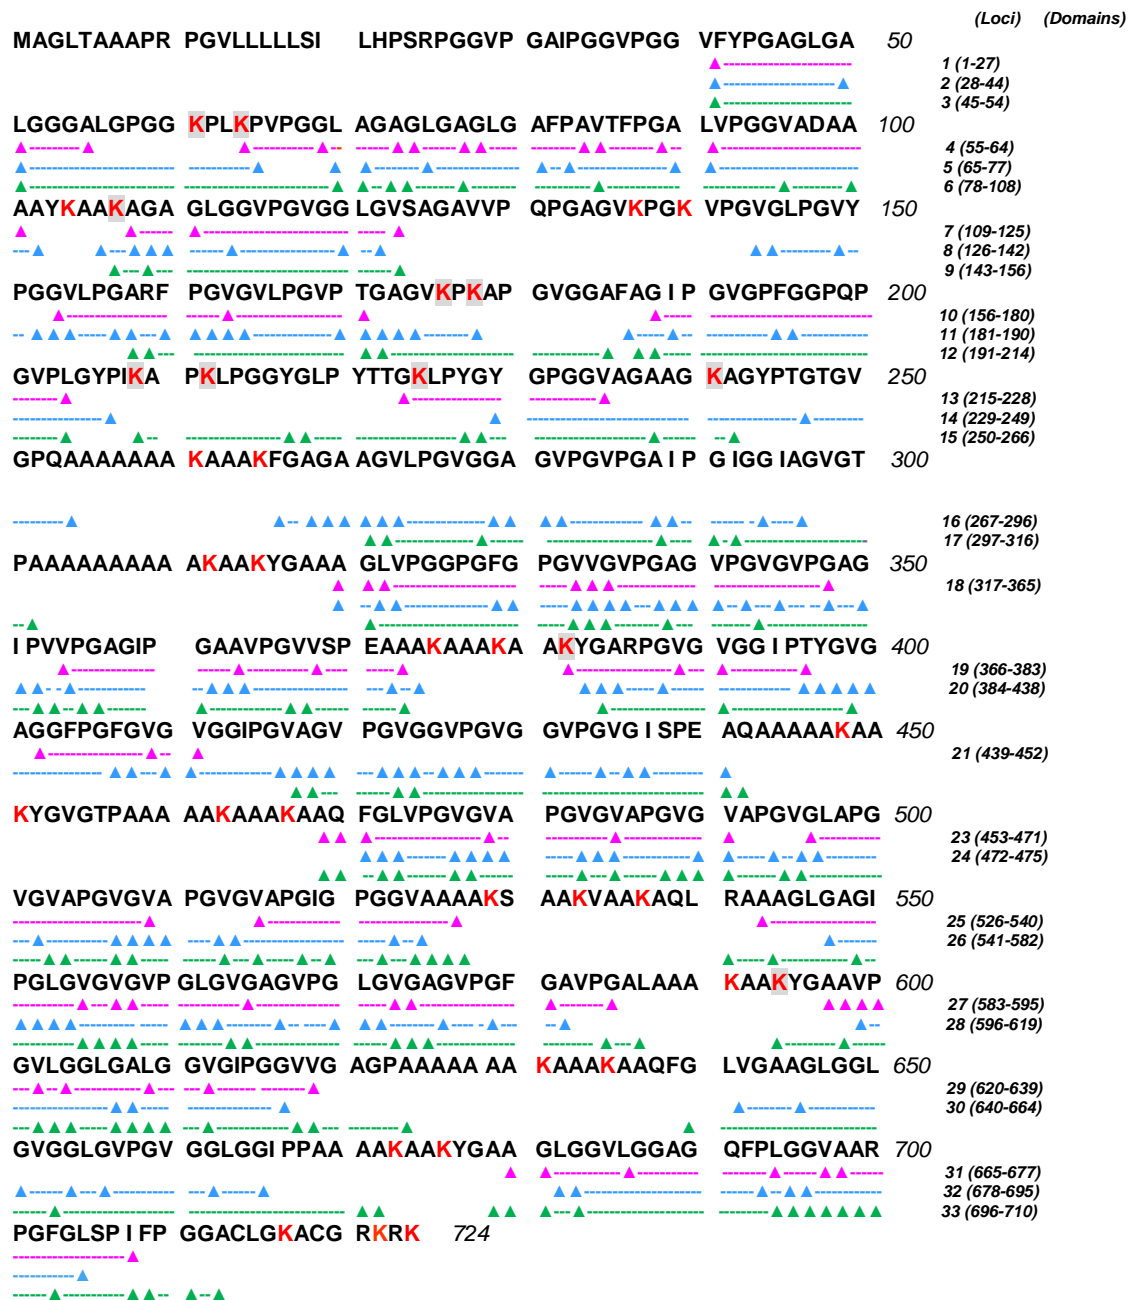 (Loci) (Domains)
MAGLTAAAPR PGVLLLLLSI LHPSRPGGVP GAIPGGVPGG VFYPGAGLGA 50
1 (1-27)
2 (28-44)
3 (45-54)
LGGGALGPGG KPLKPVPGGL AGAGLGAGLG AFPAVTFPGA LVPGGVADAA 100
4 (55-64)
5 (65-77)
6 (78-108)
AAYKAAKAGA GLGGVPGVGG LGVSAGAVVP QPGAGVKPGK VPGVGLPGVY 150
7 (109-125)
8 (126-142)
9 (143-156)
PGGVLPGARF PGVGVLPGVP TGAGVKPKAP GVGGAFAGIP GVGPFGGPQP 200
10 (156-180)
11 (181-190)
12 (191-214)
GVPLGYPIKA PKLPGGYGLP YTTGKLPYGY GPGGVAGAAG KAGYPTGTGV 250
13 (215-228)
14 (229-249)
15 (250-266)
GPQAAAAAAA KAAAKFGAGA AGVLPGVGGA GVPGVPGAIP GIGGIAGVGT 300
16 (267-296)
17 (297-316)
PAAAAAAAAA AKAAKYGAAA GLVPGGPGFG PGVVGVPGAG VPGVGVPGAG 350
18 (317-365)
IPVVPGAGIP GAAVPGVVSP EAAAKAAAKA AKYGARPGVG VGGIPTYGVG 400
19 (366-383)
20 (384-438)
AGGFPGFGVG VGGIPGVAGV PGVGGVPGVG GVPGVGISPE AQAAAAAKAA 450
21 (439-452)
KYGVGTPAAA AAKAAAKAAQ FGLVPGVGVA PGVGVAPGVG VAPGVGLAPG 500
23 (453-471)
24 (472-475)
VGVAPGVGVA PGVGVAPGIG PGGVAAAAKS AAKVAAKAQL RAAAGLGAGI 550
25 (526-540)
26 (541-582)
PGLGVGVGVP GLGVGAGVPG LGVGAGVPGF GAVPGALAAA KAAKYGAAVP 600
27 (583-595)
28 (596-619)
GVLGGLGALG GVGIPGGVVG AGPAAAAAAA KAAAKAAQFG LVGAAGLGGL 650
29 (620-639)
30 (640-664)
GVGGLGVPGV GGLGGIPPAA AAKAAKYGAA GLGGVLGGAG QFPLGGVAAR 700
31 (665-677)
32 (678-695)
33 (696-710)
PGFGLSPIFP GGACLGKACG RKRK 724